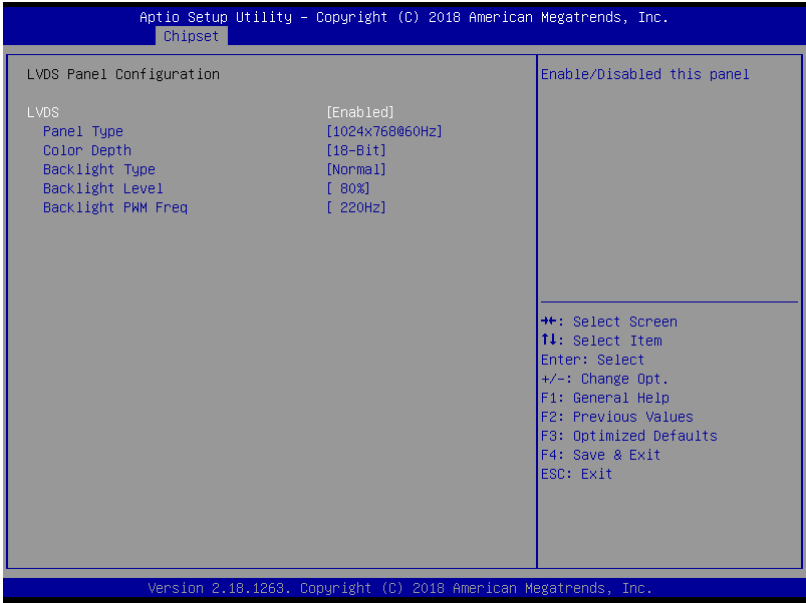 Aptio Setup Utility – Copyright (C) 2018 American Megatrends, Inc.
Chipset
LVDS Panel Configuration
LVDS [Enabled]
Panel Type [1024x768@60Hz]
Color Depth [18-Bit]
Backlight Type [Normal]
Backlight Level [ 80%]
Backlight PWM Freq [ 220Hz]
Enable/Disabled this panel
→←: Select Screen
↑↓: Select Item
Enter: Select
+/-: Change Opt.
F1: General Help
F2: Previous Values
F3: Optimized Defaults
F4: Save & Exit
ESC: Exit
Version 2.18.1263. Copyright (C) 2018 American Megatrends, Inc.